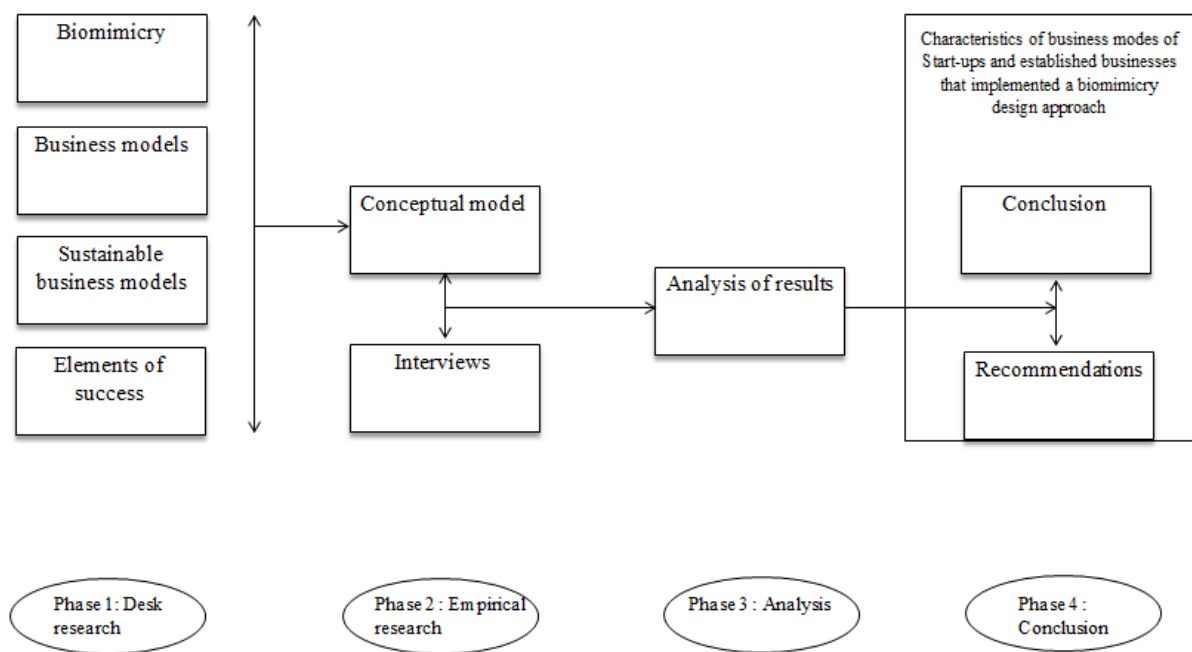 Biomimicry
Business models
Sustainable
business models
Elements of
success
Conceptual model
Interviews
Analysis of results
Characteristics of business modes of
Start-ups and established businesses
that implemented a biomimicry
design approach
Conclusion
Recommendations
Phase 1 : Desk
research
Phase 2 : Empirical
research
Phase 3 : Analysis
Phase 4 :
Conclusion